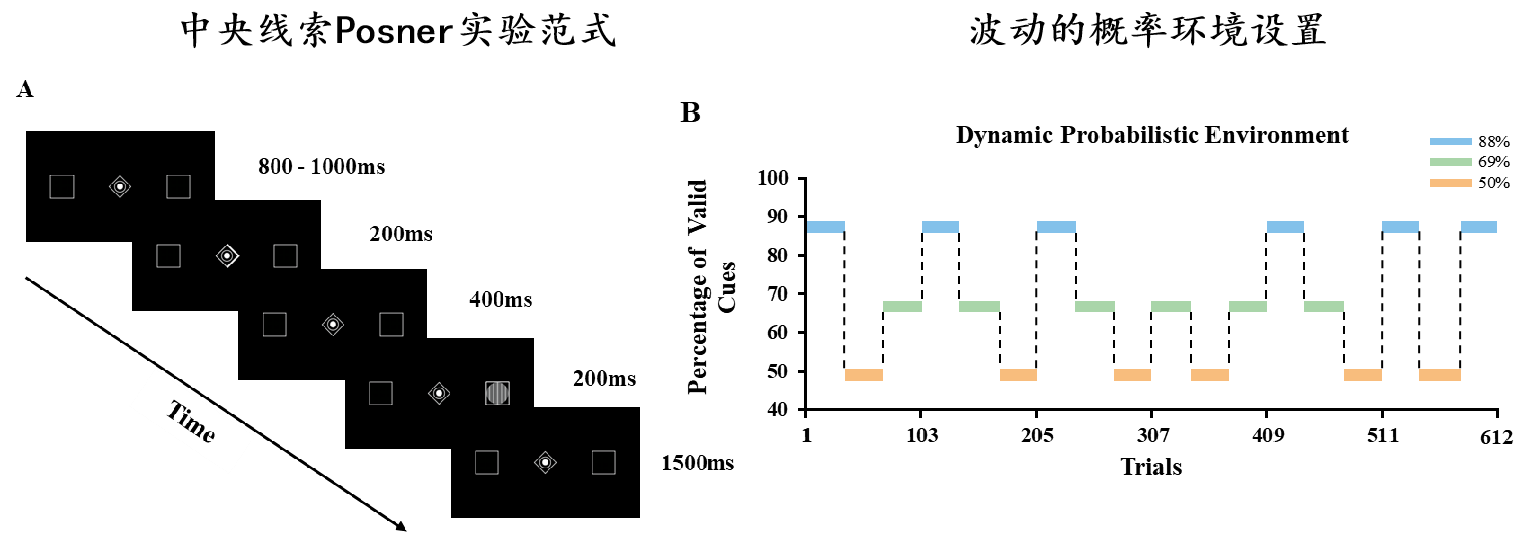 中央线索Posner实验范式
波动的概率环境设置
A
800 - 1000ms
200ms
400ms
200ms
1500ms
Time
B
Dynamic Probabilistic Environment
88%
69%
50%
Percentage of Valid
Cues
100
90
80
70
60
50
40
1
103
205
307
409
511
612
Trials